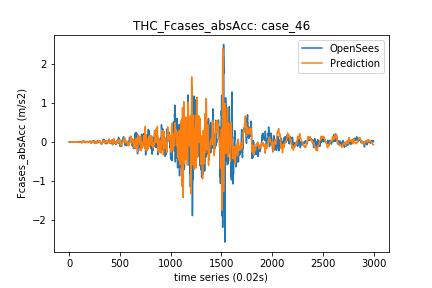 THC_Fcases_absAcc: case_46
OpenSees
Prediction
Fcases_absAcc (m/s2)
2
1
0
−1
−2
0 500 1000 1500 2000 2500 3000
time series (0.02s)